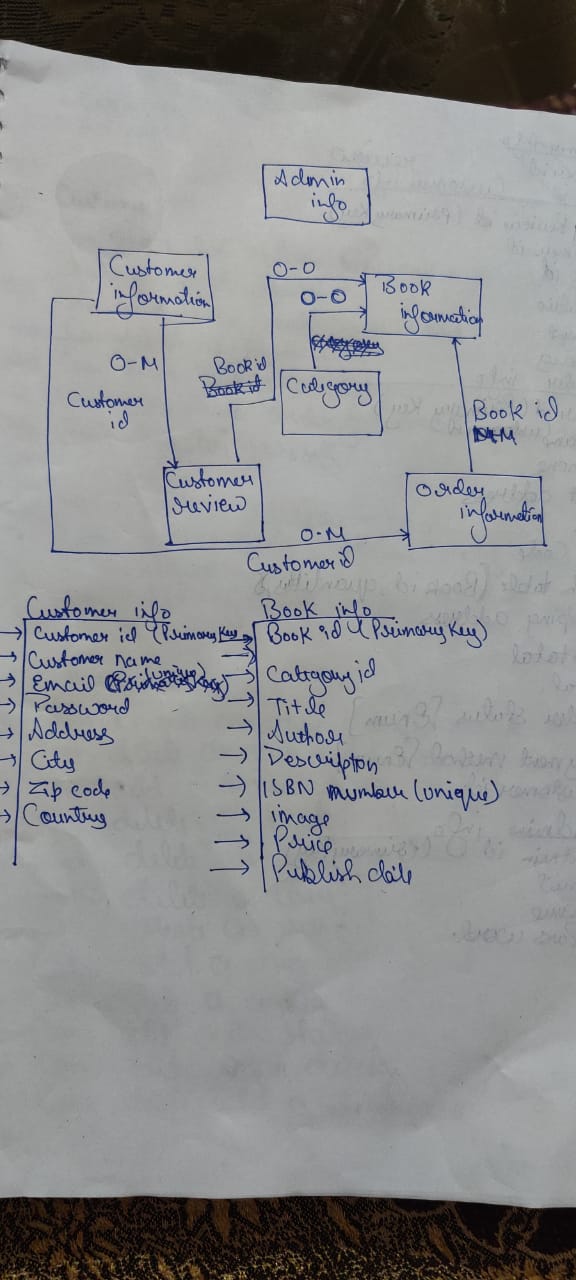 Admin
info
Customer
information
O-O
O-O
Book
information
O-M
Customer
id
Book id
Book id
Category
Book id
Customer
review
Order
information
O-M
Customer id
Customer info
Customer id (Primary Key
Customer name
Email (unique)
Password
Address
City
Zip code
Country
Book info
Book id (Primary Key)
Category id
Title
Author
Description
ISBN number (unique)
image
Price
Publish date